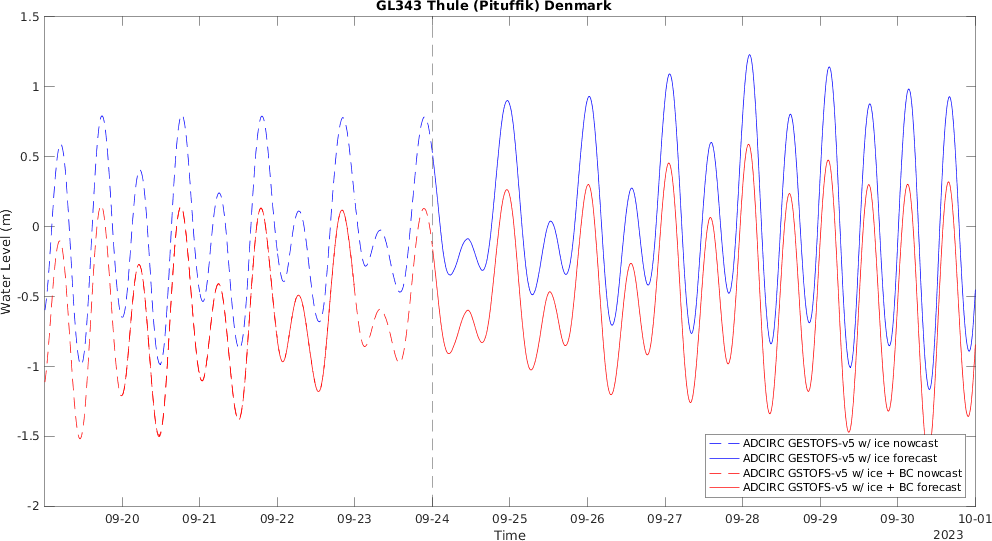 GL343 Thule (Pituffik) Denmark
1.5
1
0.5
0
-0.5
-1
-1.5
-2
Water Level (m)
ADCIRC GESTOFS-v5 w/ ice nowcast
ADCIRC GESTOFS-v5 w/ ice forecast
ADCIRC GSTOFS-v5 w/ ice + BC nowcast
ADCIRC GSTOFS-v5 w/ ice + BC forecast
09-20 09-21 09-22 09-23 09-24 09-25 09-26 09-27 09-28 09-29 09-30 10-01
Time
2023